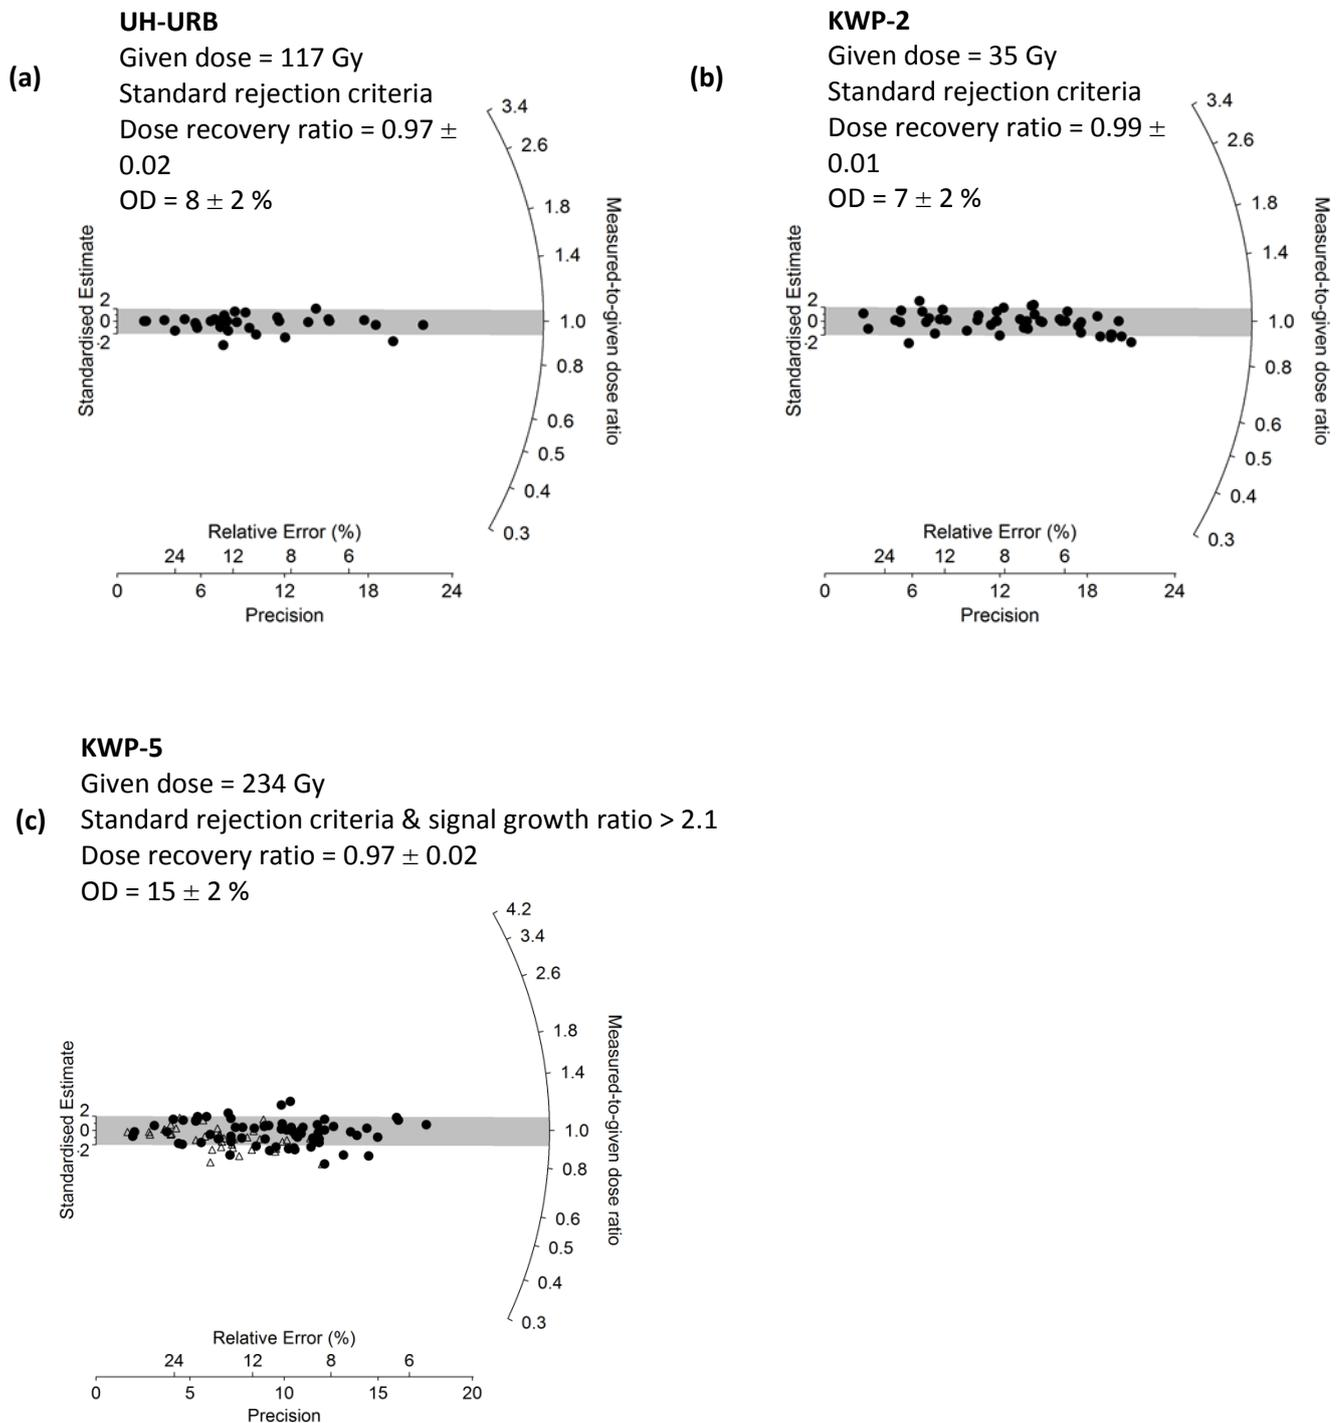 (a)
UH-URB
Given dose = 117 Gy
Standard rejection criteria
Dose recovery ratio = 0.97 ±
0.02
OD = 8 ± 2 %
Standardised Estimate
2
0
-2
3.4
2.6
1.8
1.4
1.0
0.8
0.6
0.5
0.4
0.3
Measured-to-given dose ratio
Relative Error (%)
24 12 8 6
0 6 12 18 24
Precision
(b)
KWP-2
Given dose = 35 Gy
Standard rejection criteria
Dose recovery ratio = 0.99 ±
0.01
OD = 7 ± 2 %
Standardised Estimate
2
0
-2
3.4
2.6
1.8
1.4
1.0
0.8
0.6
0.5
0.4
0.3
Measured-to-given dose ratio
Relative Error (%)
24 12 8 6
0 6 12 18 24
Precision
(c)
KWP-5
Given dose = 234 Gy
Standard rejection criteria & signal growth ratio > 2.1
Dose recovery ratio = 0.97 ± 0.02
OD = 15 ± 2 %
Standardised Estimate
2
0
-2
4.2
3.4
2.6
1.8
1.4
1.0
0.8
0.6
0.5
0.4
0.3
Measured-to-given dose ratio
Relative Error (%)
24 12 8 6
0 5 10 15 20
Precision